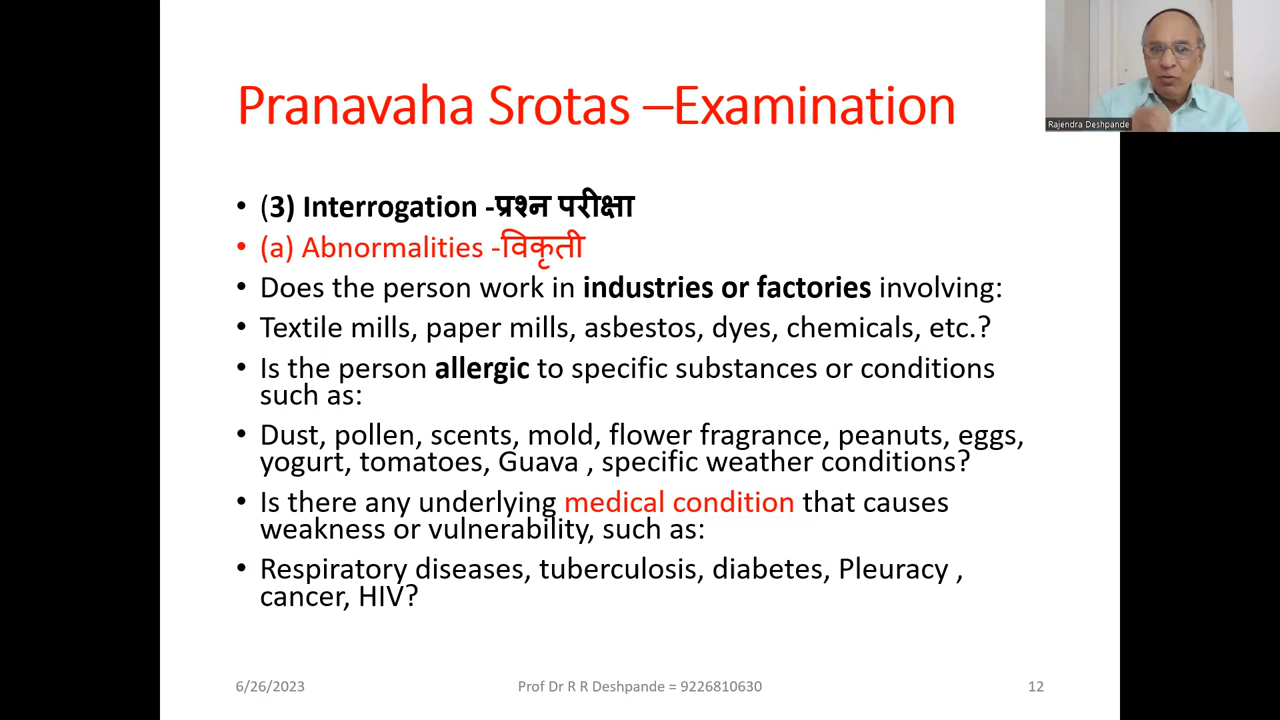 Pranavaha Srotas –Examination
Rajendra Deshpande
• (3) Interrogation -प्रश्न परीक्षा
• (a) Abnormalities -विकृती
• Does the person work in industries or factories involving:
• Textile mills, paper mills, asbestos, dyes, chemicals, etc.?
• Is the person allergic to specific substances or conditions
such as:
• Dust, pollen, scents, mold, flower fragrance, peanuts, eggs,
yogurt, tomatoes, Guava , specific weather conditions?
• Is there any underlying medical condition that causes
weakness or vulnerability, such as:
• Respiratory diseases, tuberculosis, diabetes, Pleuracy ,
cancer, HIV?
6/26/2023
Prof Dr R R Deshpande = 9226810630
12